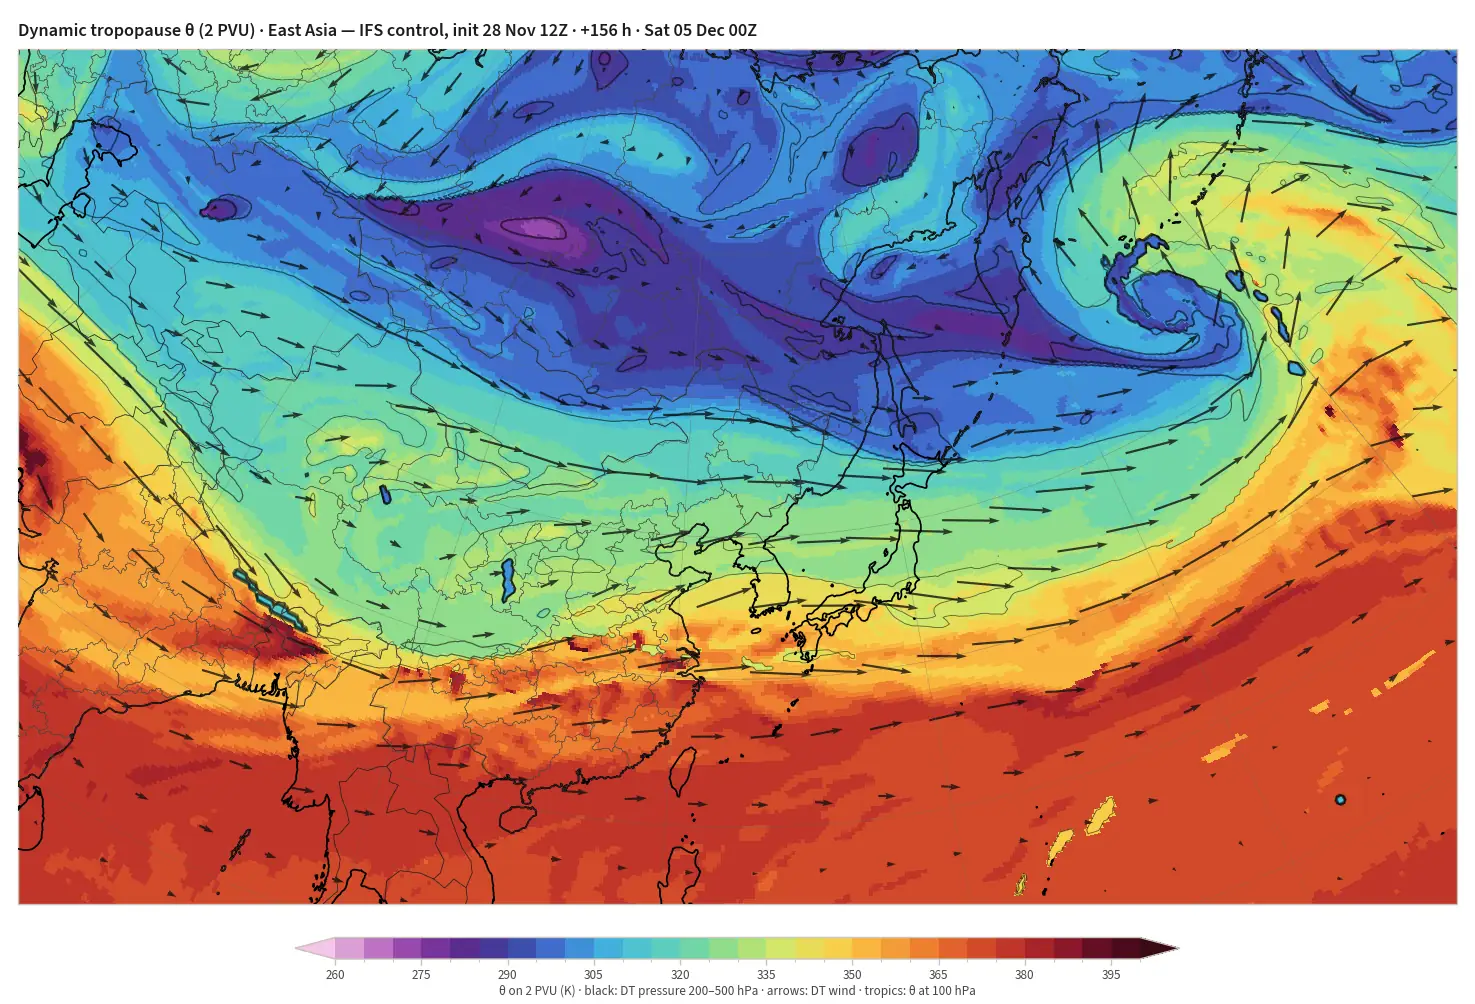 Dynamic tropopause θ (2 PVU) · East Asia — IFS control, init 28 Nov 12Z · +156 h · Sat 05 Dec 00Z
260 275 290 305 320 335 350 365 380 395
θ on 2 PVU (K) · black: DT pressure 200–500 hPa · arrows: DT wind · tropics: θ at 100 hPa